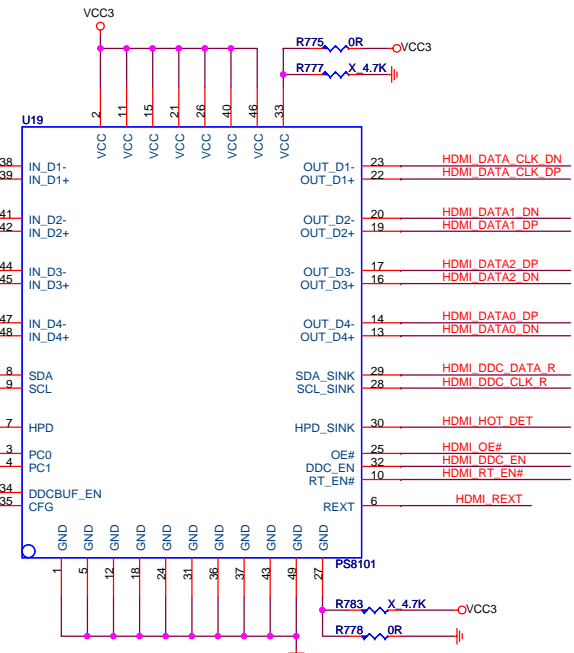 VCC3
R775 0R VCC3
R777 X_4.7K
2 11 15 21 26 40 46 33
U19
VCC VCC VCC VCC VCC VCC VCC VCC
38 IN_D1- OUT_D1- 23 HDMI_DATA_CLK_DN
39 IN_D1+ OUT_D1+ 22 HDMI_DATA_CLK_DP
41 IN_D2- OUT_D2- 20 HDMI_DATA1_DN
42 IN_D2+ OUT_D2+ 19 HDMI_DATA1_DP
44 IN_D3- OUT_D3- 17 HDMI_DATA2_DP
45 IN_D3+ OUT_D3+ 16 HDMI_DATA2_DN
47 IN_D4- OUT_D4- 14 HDMI_DATA0_DP
48 IN_D4+ OUT_D4+ 13 HDMI_DATA0_DN
8 SDA SDA_SINK 29 HDMI_DDC_DATA_R
9 SCL SCL_SINK 28 HDMI_DDC_CLK_R
7 HPD HPD_SINK 30 HDMI_HOT_DET
3 PC0 OE# 25 HDMI_OE#
4 PC1 DDC_EN 32 HDMI_DDC_EN
RT_EN# 10 HDMI_RT_EN#
34 DDCBUF_EN
35 CFG REXT 6 HDMI_REXT
GND GND GND GND GND GND GND GND GND GND GND
PS8101
1 5 12 18 24 31 36 37 43 49 27
R783 X_4.7K VCC3
R778 0R